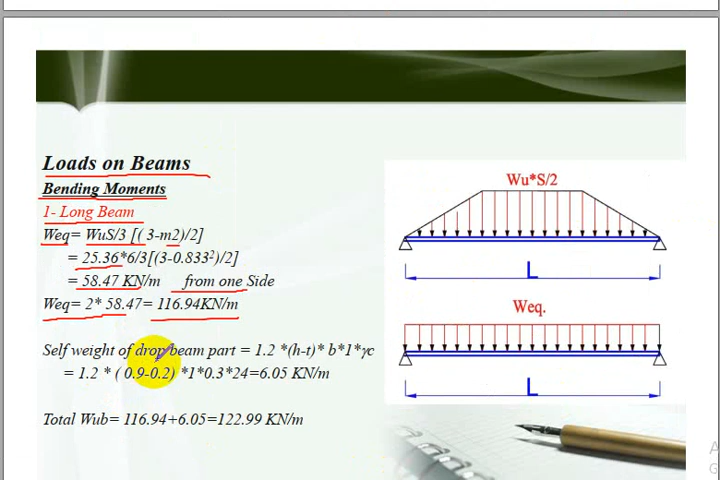 Loads on Beams
Bending Moments
1- Long Beam
Weq= WuS/3 [( 3-m2)/2]
= 25.36*6/3[(3-0.833²)/2]
= 58.47 KN/m from one Side
Weq= 2* 58.47= 116.94KN/m
Self weight of drop beam part = 1.2 *(h-t)* b*1*γc
= 1.2 * ( 0.9-0.2) *1*0.3*24=6.05 KN/m
Total Wub= 116.94+6.05=122.99 KN/m
Wu*S/2
L
Weq.
L